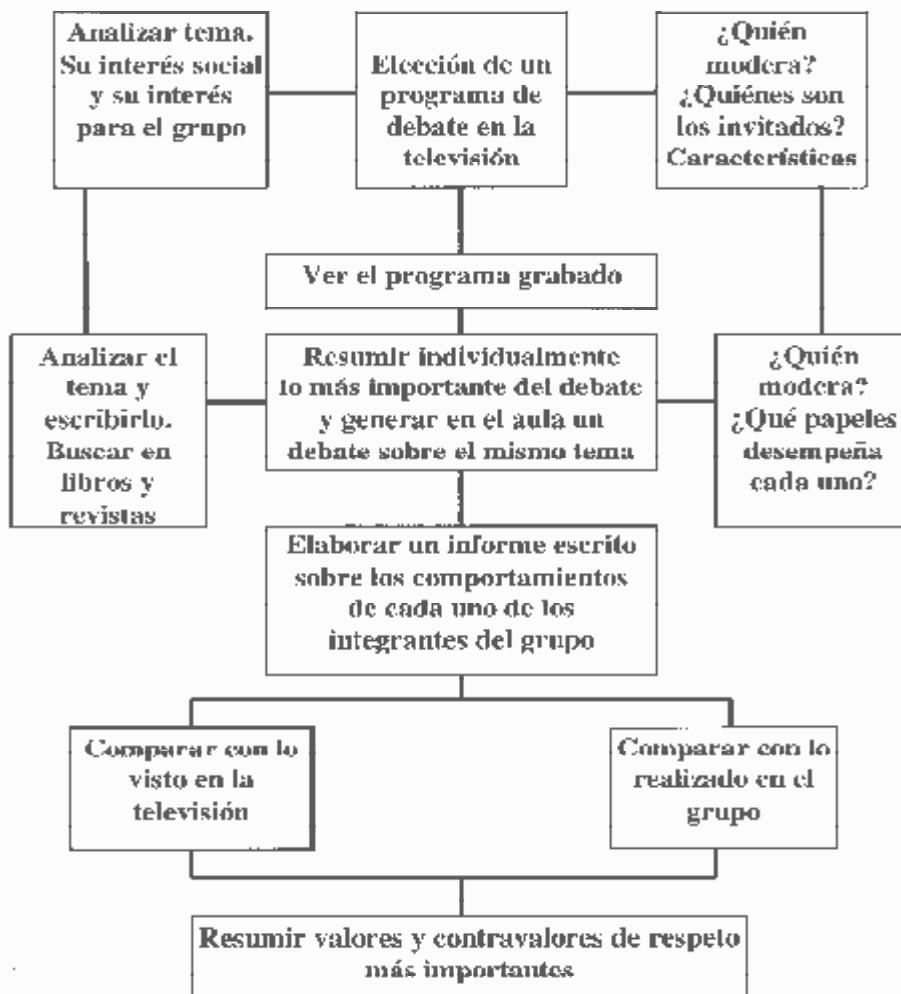 Analizar tema.
Su interés social
y su interés
para el grupo
Elección de un
programa de
debate en la
televisión
¿Quién
modera?
¿Quiénes son
los invitados?
Características
Ver el programa grabado
Analizar el
tema y
escribirlo.
Buscar en
libros y
revistas
Resumir individualmente
lo más importante del debate
y generar en el aula un
debate sobre el mismo tema
¿Quién
modera?
¿Qué papeles
desempeña
cada uno?
Elaborar un informe escrito
sobre los comportamientos
de cada uno de los
integrantes del grupo
Comparar con lo
visto en la
televisión
Comparar con lo
realizado en el
grupo
Resumir valores y contravalores de respeto
más importantes